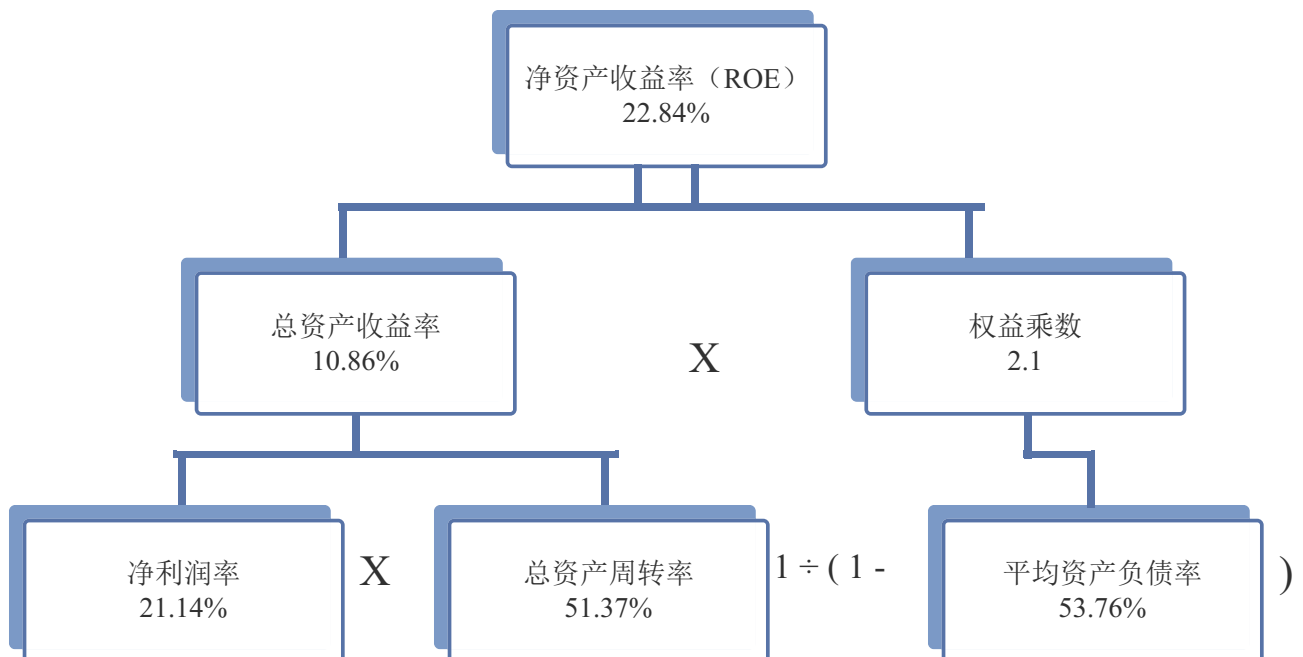 净资产收益率（ROE）
22.84%
总资产收益率
10.86%
X
权益乘数
2.1
净利润率
21.14%
X
总资产周转率
51.37%
1 ÷ ( 1 -
平均资产负债率
53.76%
)